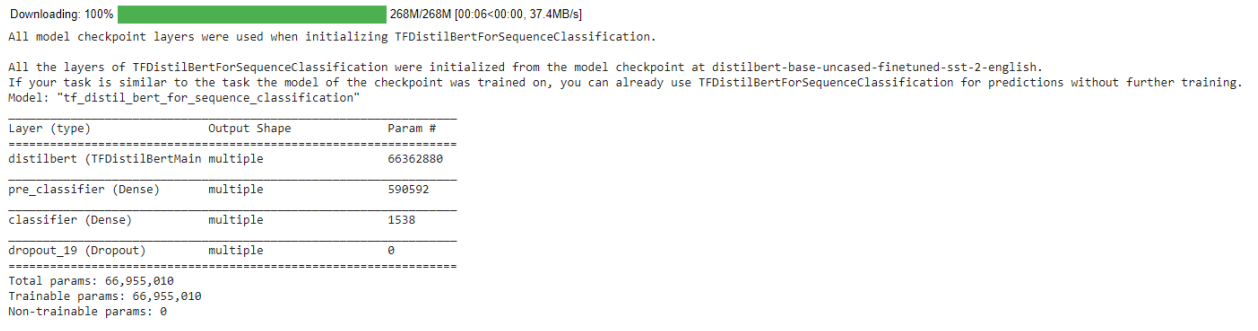 Downloading: 100% 268M/268M [00:06<00:00, 37.4MB/s]
All model checkpoint layers were used when initializing TFDistilBertForSequenceClassification.
All the layers of TFDistilBertForSequenceClassification were initialized from the model checkpoint at distilbert-base-uncased-finetuned-sst-2-english.
If your task is similar to the task the model of the checkpoint was trained on, you can already use TFDistilBertForSequenceClassification for predictions without further training.
Model: "tf_distil_bert_for_sequence_classification"
_________________________________________________________________
Layer (type) Output Shape Param #
=================================================================
distilbert (TFDistilBertMain multiple 66362880
_________________________________________________________________
pre_classifier (Dense) multiple 590592
_________________________________________________________________
classifier (Dense) multiple 1538
_________________________________________________________________
dropout_19 (Dropout) multiple 0
=================================================================
Total params: 66,955,010
Trainable params: 66,955,010
Non-trainable params: 0